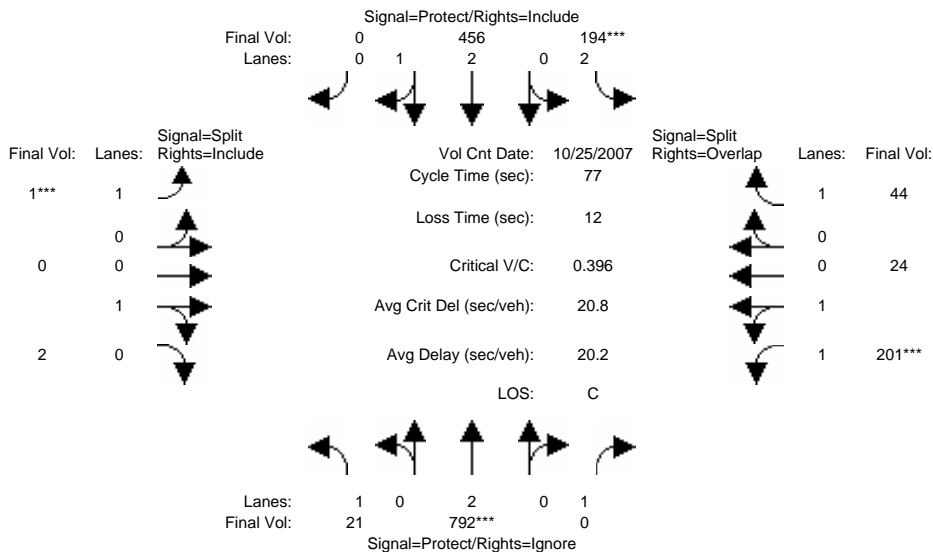 Signal=Protect/Rights=Include
Final Vol: 0 456 194***
Lanes: 0 1 2 0 2
Signal=Split
Final Vol: Lanes: Rights=Include
Vol Cnt Date: 10/25/2007
Signal=Split
Rights=Overlap Lanes: Final Vol:
Cycle Time (sec): 77
1*** 1
1 44
Loss Time (sec): 12
0
0
0 0
Critical V/C: 0.396
0 24
1
Avg Crit Del (sec/veh): 20.8
1
2 0
Avg Delay (sec/veh): 20.2
1 201***
LOS: C
Lanes: 1 0 2 0 1
Final Vol: 21 792*** 0
Signal=Protect/Rights=Ignore